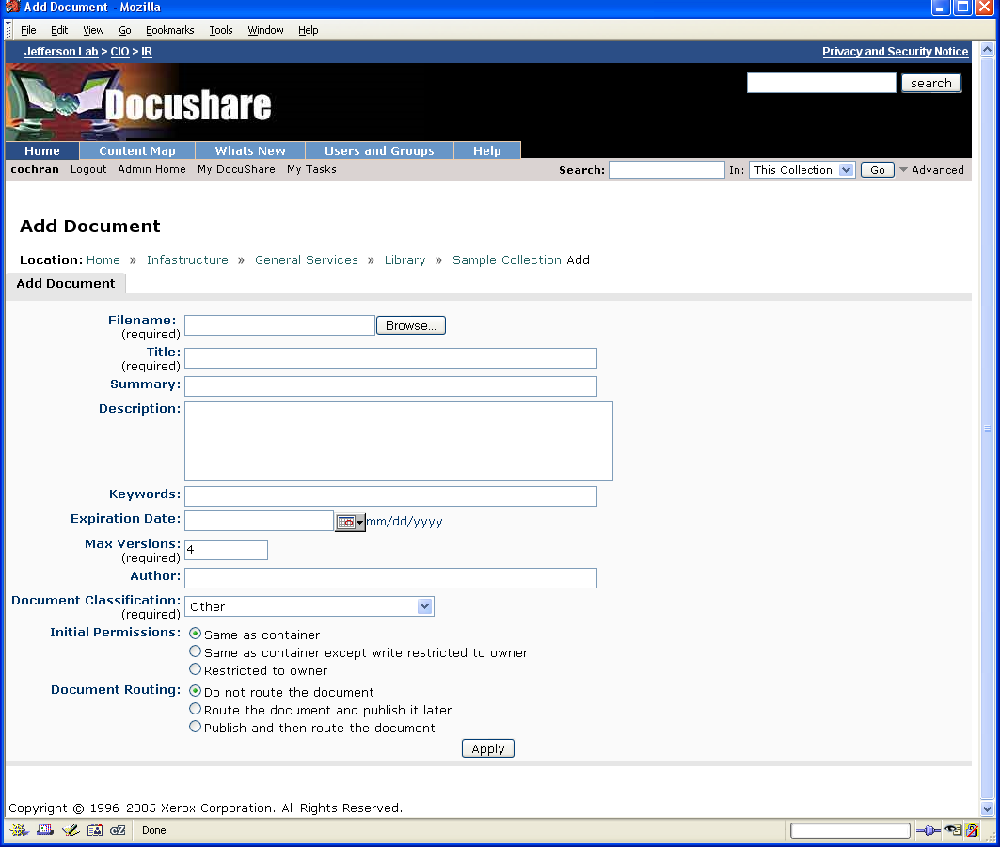 Add Document - Mozilla
File Edit View Go Bookmarks Tools Window Help
Jefferson Lab > CIO > IR Privacy and Security Notice
Docushare search
Home Content Map Whats New Users and Groups Help
cochran Logout Admin Home My DocuShare My Tasks Search: In: This Collection Go Advanced
Add Document
Location: Home » Infastructure » General Services » Library » Sample Collection Add
Add Document
Filename: Browse...
(required)
Title:
(required)
Summary:
Description:
Keywords:
Expiration Date: mm/dd/yyyy
Max Versions: 4
(required)
Author:
Document Classification: Other
(required)
Initial Permissions: Same as container
Same as container except write restricted to owner
Restricted to owner
Document Routing: Do not route the document
Route the document and publish it later
Publish and then route the document
Apply
Copyright © 1996-2005 Xerox Corporation. All Rights Reserved.
Done